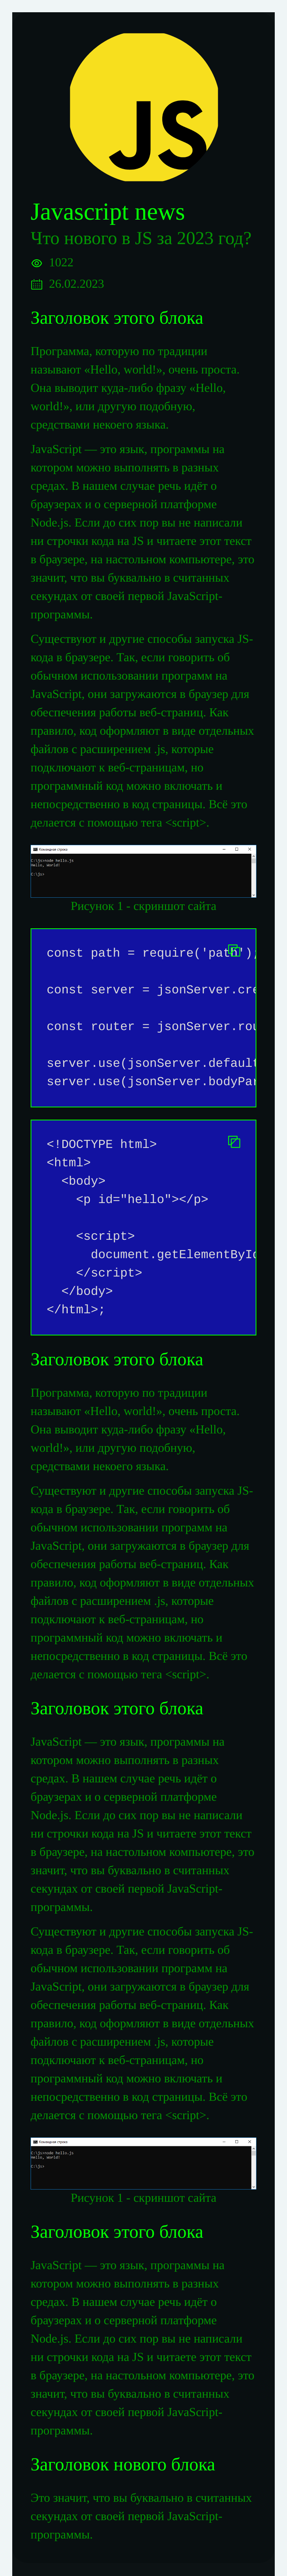 JS
Javascript news
Что нового в JS за 2023 год?
1022
26.02.2023
Заголовок этого блока
Программа, которую по традиции
называют «Hello, world!», очень проста.
Она выводит куда-либо фразу «Hello,
world!», или другую подобную,
средствами некоего языка.
JavaScript — это язык, программы на
котором можно выполнять в разных
средах. В нашем случае речь идёт о
браузерах и о серверной платформе
Node.js. Если до сих пор вы не написали
ни строчки кода на JS и читаете этот текст
в браузере, на настольном компьютере, это
значит, что вы буквально в считанных
секундах от своей первой JavaScript-
программы.
Существуют и другие способы запуска JS-
кода в браузере. Так, если говорить об
обычном использовании программ на
JavaScript, они загружаются в браузер для
обеспечения работы веб-страниц. Как
правило, код оформляют в виде отдельных
файлов с расширением .js, которые
подключают к веб-страницам, но
программный код можно включать и
непосредственно в код страницы. Всё это
делается с помощью тега <script>.
Командная строка
C:\js>node hello.js
Hello, World!
C:\js>
Рисунок 1 - скриншот сайта
const path = require('path');
const server = jsonServer.cre
const router = jsonServer.rou
server.use(jsonServer.default
server.use(jsonServer.bodyPar
<!DOCTYPE html>
<html>
<body>
<p id="hello"></p>
<script>
document.getElementById
</script>
</body>
</html>;
Заголовок этого блока
Программа, которую по традиции
называют «Hello, world!», очень проста.
Она выводит куда-либо фразу «Hello,
world!», или другую подобную,
средствами некоего языка.
Существуют и другие способы запуска JS-
кода в браузере. Так, если говорить об
обычном использовании программ на
JavaScript, они загружаются в браузер для
обеспечения работы веб-страниц. Как
правило, код оформляют в виде отдельных
файлов с расширением .js, которые
подключают к веб-страницам, но
программный код можно включать и
непосредственно в код страницы. Всё это
делается с помощью тега <script>.
Заголовок этого блока
JavaScript — это язык, программы на
котором можно выполнять в разных
средах. В нашем случае речь идёт о
браузерах и о серверной платформе
Node.js. Если до сих пор вы не написали
ни строчки кода на JS и читаете этот текст
в браузере, на настольном компьютере, это
значит, что вы буквально в считанных
секундах от своей первой JavaScript-
программы.
Существуют и другие способы запуска JS-
кода в браузере. Так, если говорить об
обычном использовании программ на
JavaScript, они загружаются в браузер для
обеспечения работы веб-страниц. Как
правило, код оформляют в виде отдельных
файлов с расширением .js, которые
подключают к веб-страницам, но
программный код можно включать и
непосредственно в код страницы. Всё это
делается с помощью тега <script>.
Командная строка
C:\js>node hello.js
Hello, World!
C:\js>
Рисунок 1 - скриншот сайта
Заголовок этого блока
JavaScript — это язык, программы на
котором можно выполнять в разных
средах. В нашем случае речь идёт о
браузерах и о серверной платформе
Node.js. Если до сих пор вы не написали
ни строчки кода на JS и читаете этот текст
в браузере, на настольном компьютере, это
значит, что вы буквально в считанных
секундах от своей первой JavaScript-
программы.
Заголовок нового блока
Это значит, что вы буквально в считанных
секундах от своей первой JavaScript-
программы.